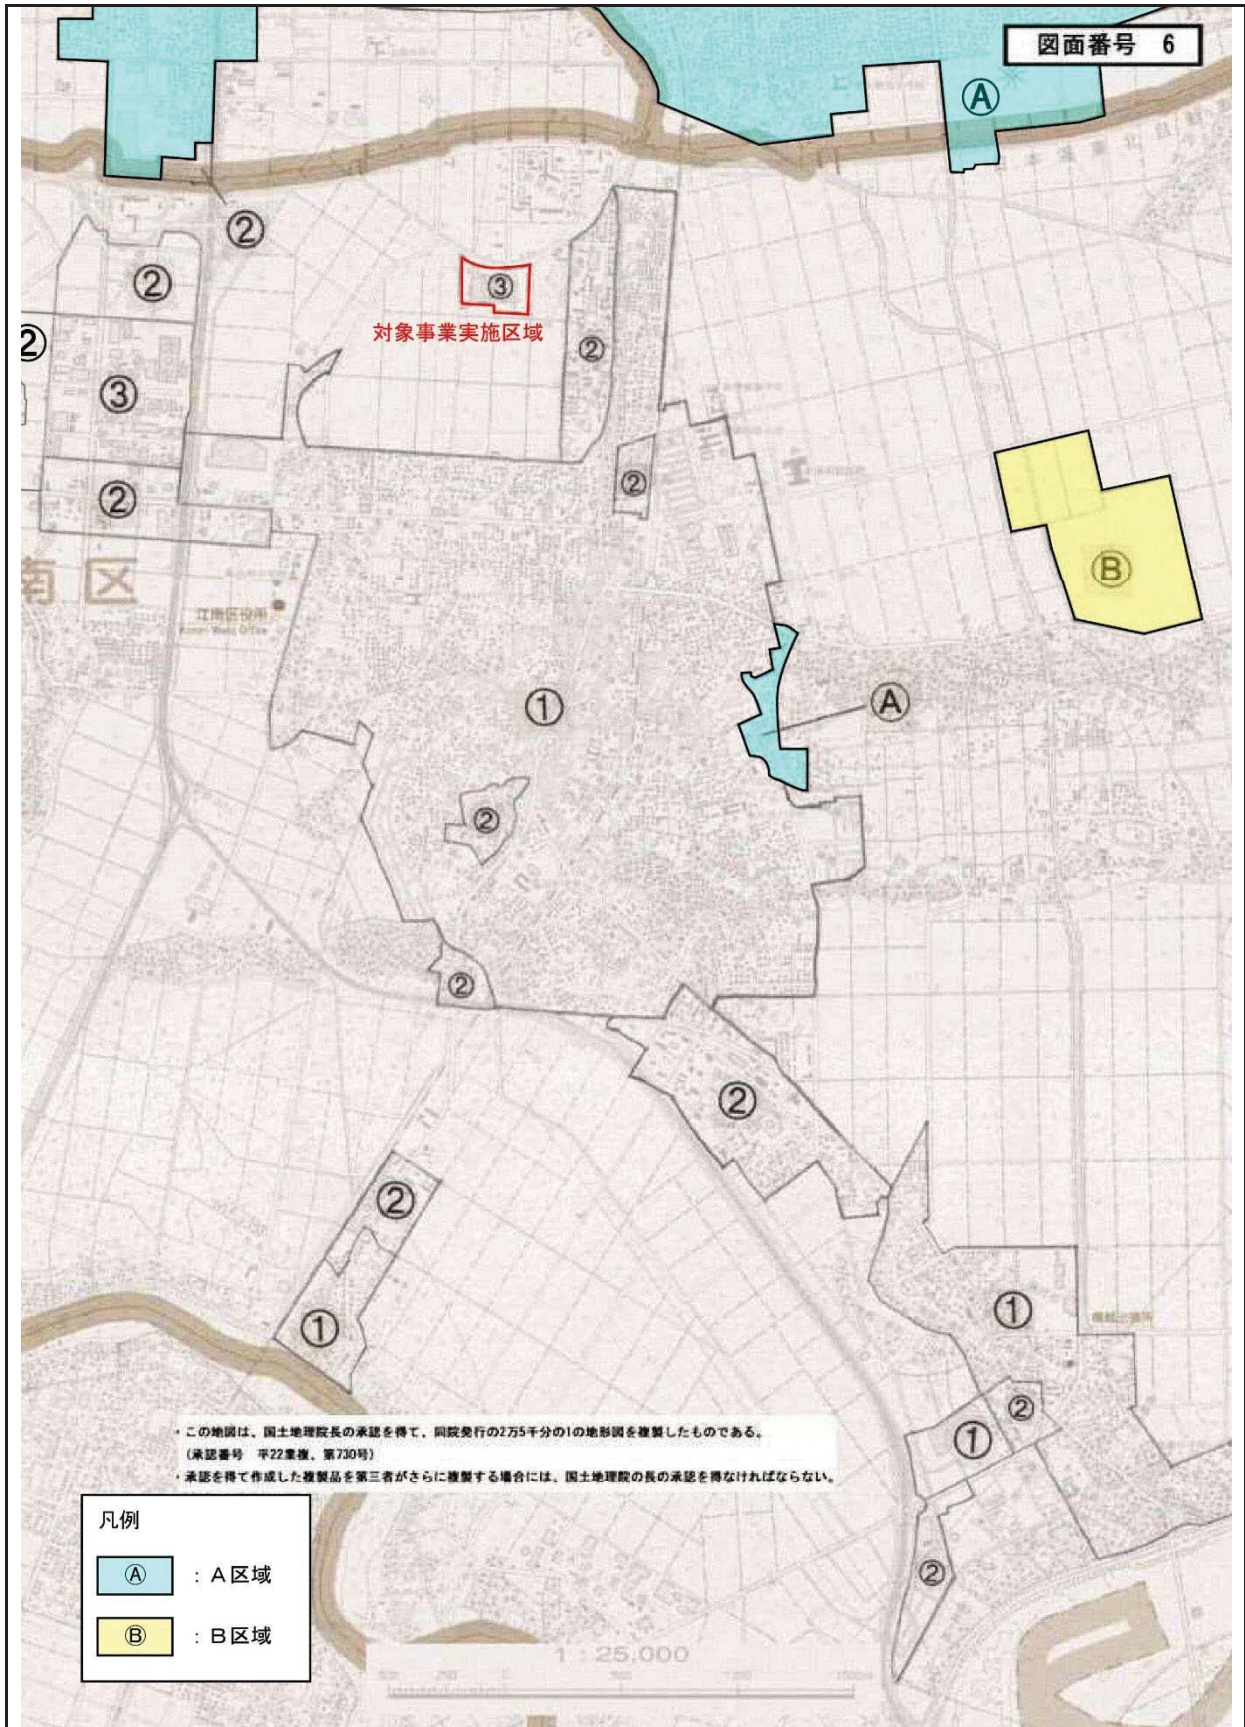 図面番号 6
Ⓐ
②
②
③
対象事業実施区域
②
②
③
②
②
Ⓑ
南区
江南区役所
①
Ⓐ
②
②
②
②
①
①
②
①
②
・この地図は、国土地理院長の承認を得て、同院発行の2万5千分の1の地形図を複製したものである。
(承認番号 平22業複、第730号)
・承認を得て作成した複製品を第三者がさらに複製する場合には、国土地理院の長の承認を得なければならない。
凡例
Ⓐ : A区域
Ⓑ : B区域
1 : 25,000